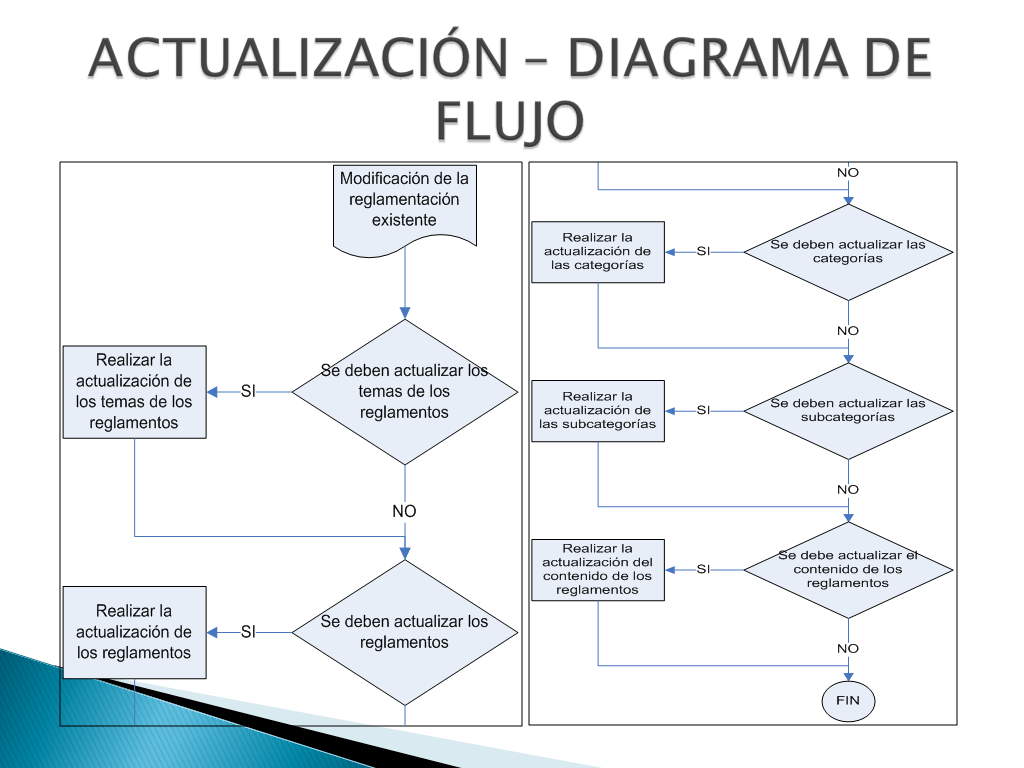 ACTUALIZACIÓN – DIAGRAMA DE
FLUJO
Modificación de la
reglamentación
existente
Se deben actualizar los
temas de los
reglamentos
SI
Realizar la
actualización de
los temas de los
reglamentos
NO
Se deben actualizar los
reglamentos
SI
Realizar la
actualización de
los reglamentos
NO
Se deben actualizar las
categorías
SI
Realizar la
actualización de
las categorías
NO
Se deben actualizar las
subcategorías
SI
Realizar la
actualización de
las subcategorías
NO
Se debe actualizar el
contenido de los
reglamentos
SI
Realizar la
actualización del
contenido de los
reglamentos
NO
FIN